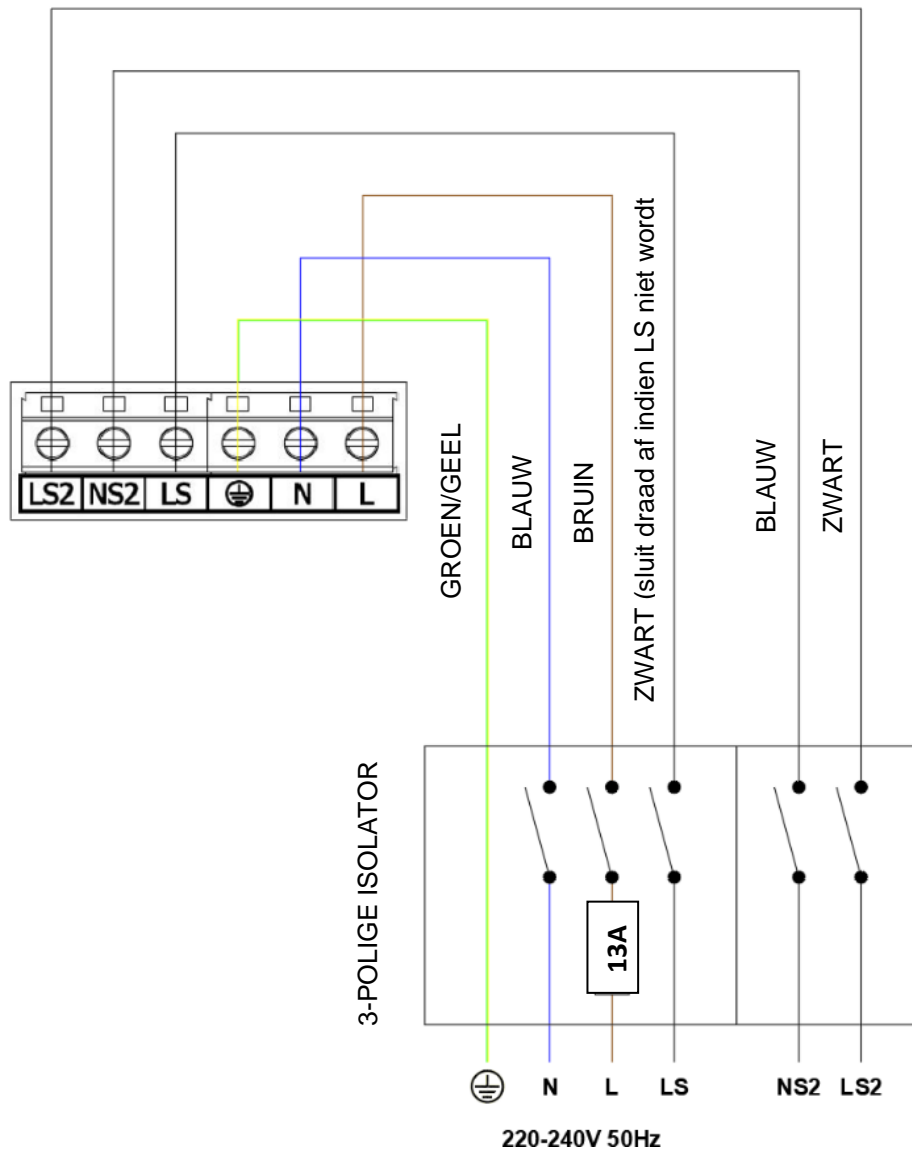 LS2 NS2 LS N L
GROEN/GEEL
BLAUW
BRUIN
ZWART (sluit draad af indien LS niet wordt
BLAUW
ZWART
3-POLIGE ISOLATOR
13A
N L LS NS2 LS2
220-240V 50Hz